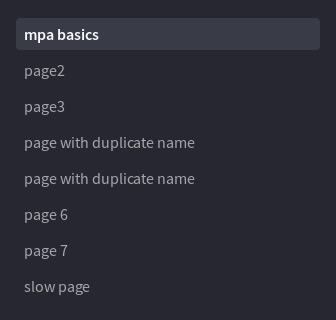 mpa basics
page2
page3
page with duplicate name
page with duplicate name
page 6
page 7
slow page